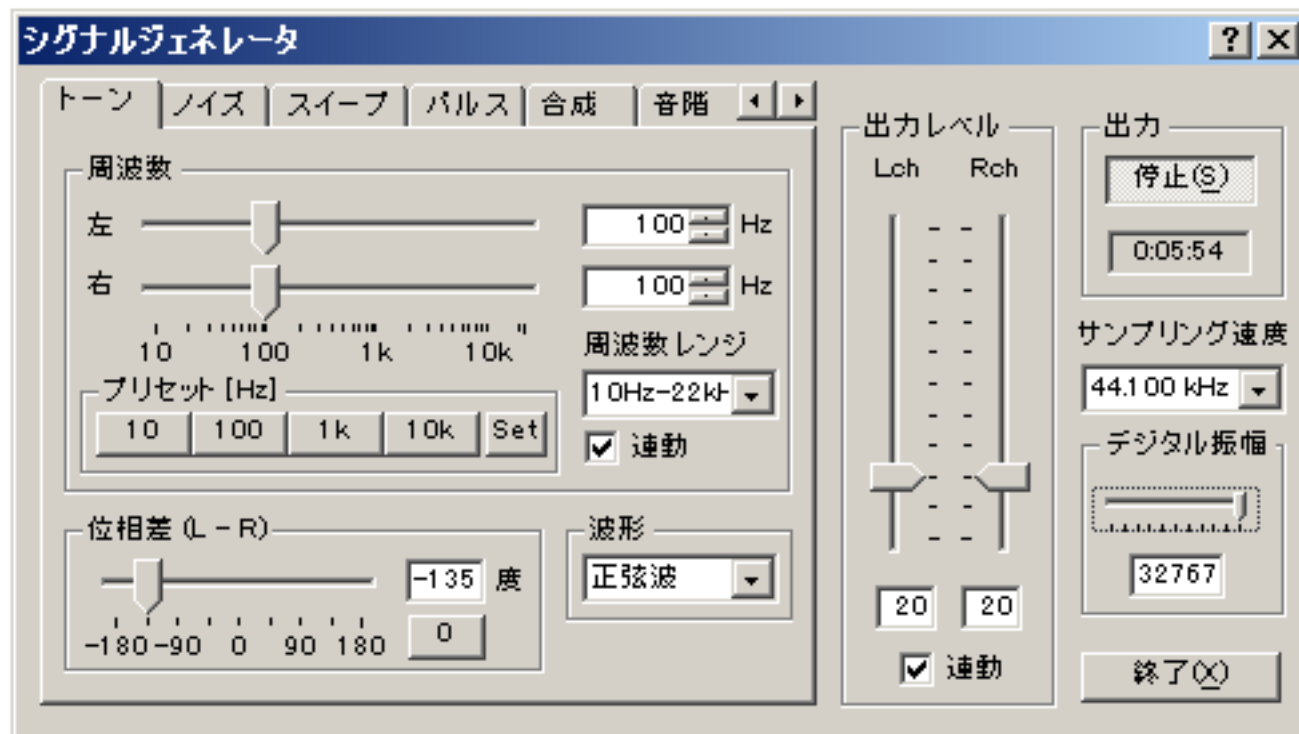 シグナルジェネレータ
トーン ノイズ スイープ パルス 合成 音階
周波数
左 100 Hz
右 100 Hz
10 100 1k 10k
周波数レンジ
10Hz-22kH
連動
プリセット [Hz]
10 100 1k 10k Set
位相差 (L - R)
-135 度
-180 -90 0 90 180
0
波形
正弦波
出力レベル
Lch Rch
20 20
連動
出力
停止(S)
0:05:54
サンプリング速度
44.100 kHz
デジタル振幅
32767
終了(X)